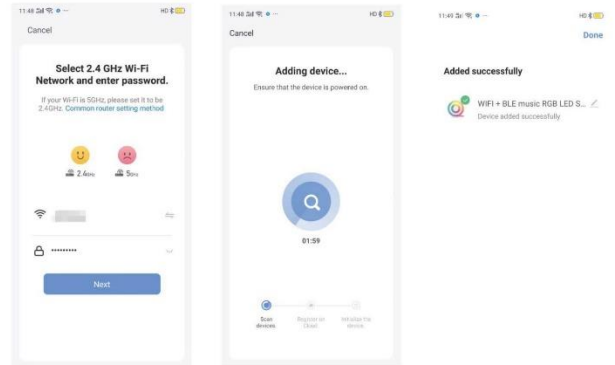 11:48
HD
Cancel
Select 2.4 GHz Wi-Fi
Network and enter password.
If your Wi-Fi is 5GHz, please set it to be
2.4GHz. Common router setting method
2.4GHz
5GHz
Next
11:48
HD
Cancel
Adding device...
Ensure that the device is powered on.
01:59
Scan
devices.
Register on
Cloud.
Initialize the
device.
11:49
HD
Done
Added successfully
WIFI + BLE music RGB LED S...
Device added successfully